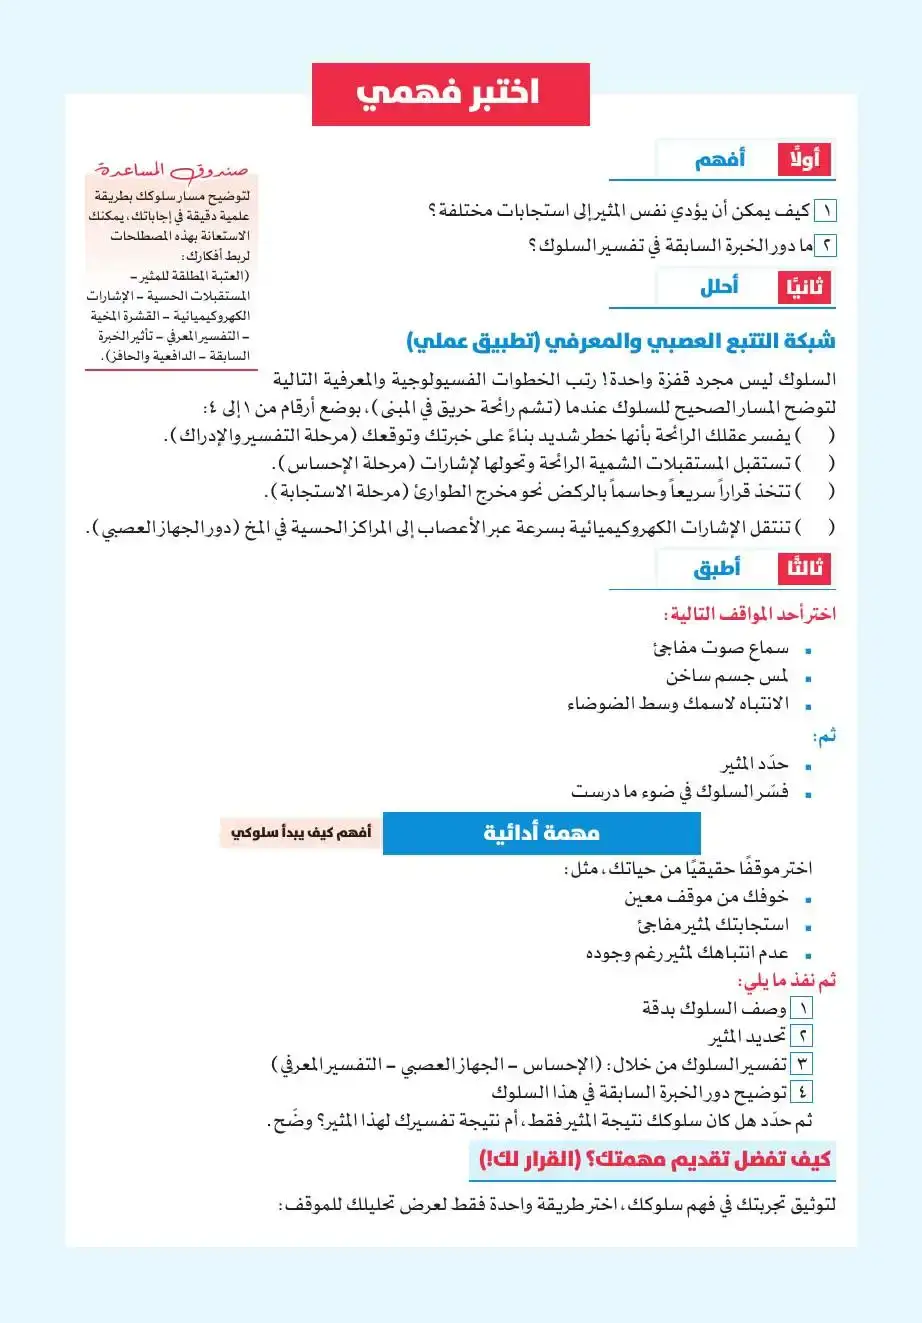 اختبر فهمي
أولًا أفهم
١ كيف يمكن أن يؤدي نفس المثير إلى استجابات مختلفة؟
٢ ما دور الخبرة السابقة في تفسير السلوك؟
صندوق المساعدة
لتوضيح مسار سلوكك بطريقة
علمية دقيقة في إجاباتك، يمكنك
الاستعانة بهذه المصطلحات
لربط أفكارك:
(العتبة المطلقة للمثير –
المستقبلات الحسية – الإشارات
الكهروكيميائية – القشرة المخية
– التفسير المعرفي – تأثير الخبرة
السابقة – الدافعية والحافز).
ثانيًا أحلل
شبكة التتبع العصبي والمعرفي (تطبيق عملي)
السلوك ليس مجرد قفزة واحدة! رتب الخطوات الفسيولوجية والمعرفية التالية
لتوضح المسار الصحيح للسلوك عندما (تشم رائحة حريق في المبنى)، بوضع أرقام من ١ إلى ٤:
( ) يفسر عقلك الرائحة بأنها خطر شديد بناءً على خبرتك وتوقعك (مرحلة التفسير والإدراك).
( ) تستقبل المستقبلات الشمية الرائحة وتحولها لإشارات (مرحلة الإحساس).
( ) تتخذ قراراً سريعاً وحاسماً بالركض نحو مخرج الطوارئ (مرحلة الاستجابة).
( ) تنتقل الإشارات الكهروكيميائية بسرعة عبر الأعصاب إلى المراكز الحسية في المخ (دور الجهاز العصبي).
ثالثًا أطبق
اختر أحد المواقف التالية:
▪ سماع صوت مفاجئ
▪ لمس جسم ساخن
▪ الانتباه لاسمك وسط الضوضاء
ثم:
▪ حدّد المثير
▪ فسّر السلوك في ضوء ما درست
مهمة أدائية أفهم كيف يبدأ سلوكي
اختر موقفًا حقيقيًا من حياتك، مثل:
▪ خوفك من موقف معين
▪ استجابتك لمثير مفاجئ
▪ عدم انتباهك لمثير رغم وجوده
ثم نفذ ما يلي:
١ وصف السلوك بدقة
٢ تحديد المثير
٣ تفسير السلوك من خلال: (الإحساس – الجهاز العصبي – التفسير المعرفي)
٤ توضيح دور الخبرة السابقة في هذا السلوك
ثم حدّد هل كان سلوكك نتيجة المثير فقط، أم نتيجة تفسيرك لهذا المثير؟ وضّح.
كيف تفضل تقديم مهمتك؟ (القرار لك!)
لتوثيق تجربتك في فهم سلوكك، اختر طريقة واحدة فقط لعرض تحليلك للموقف: